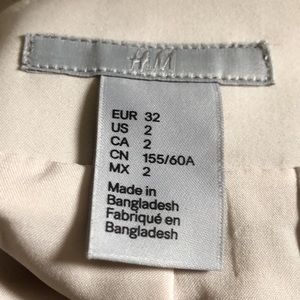 H&M
EUR 32
US 2
CA 2
CN 155/60A
MX 2
Made in
Bangladesh
Fabriqué en
Bangladesh